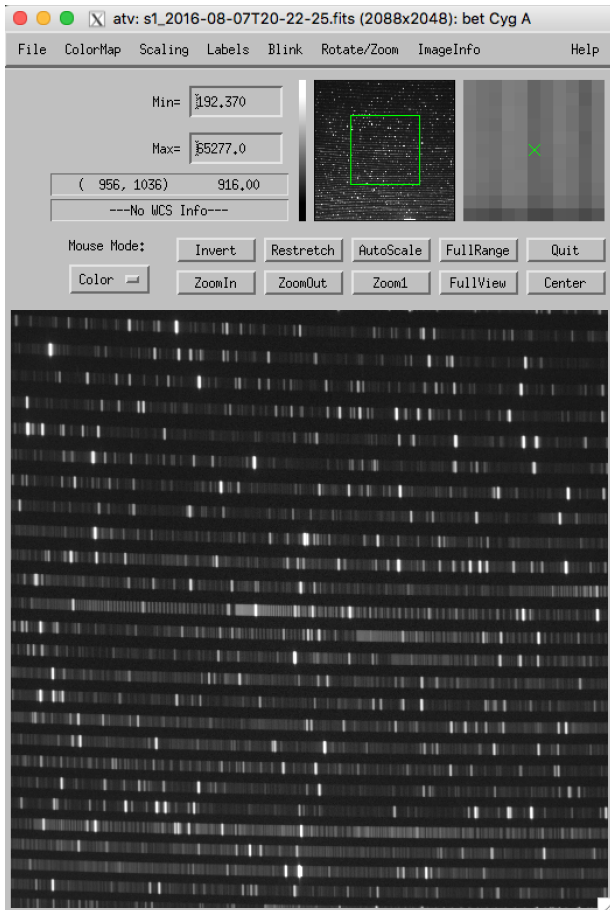 X atv: s1_2016-08-07T20-22-25.fits (2088x2048): bet Cyg A
File ColorMap Scaling Labels Blink Rotate/Zoom ImageInfo Help
Min= 192.370
Max= 65277.0
( 956, 1036) 916.00
---No WCS Info---
Mouse Mode:
Invert Restretch AutoScale FullRange Quit
Color
ZoomIn ZoomOut Zoom1 FullView Center